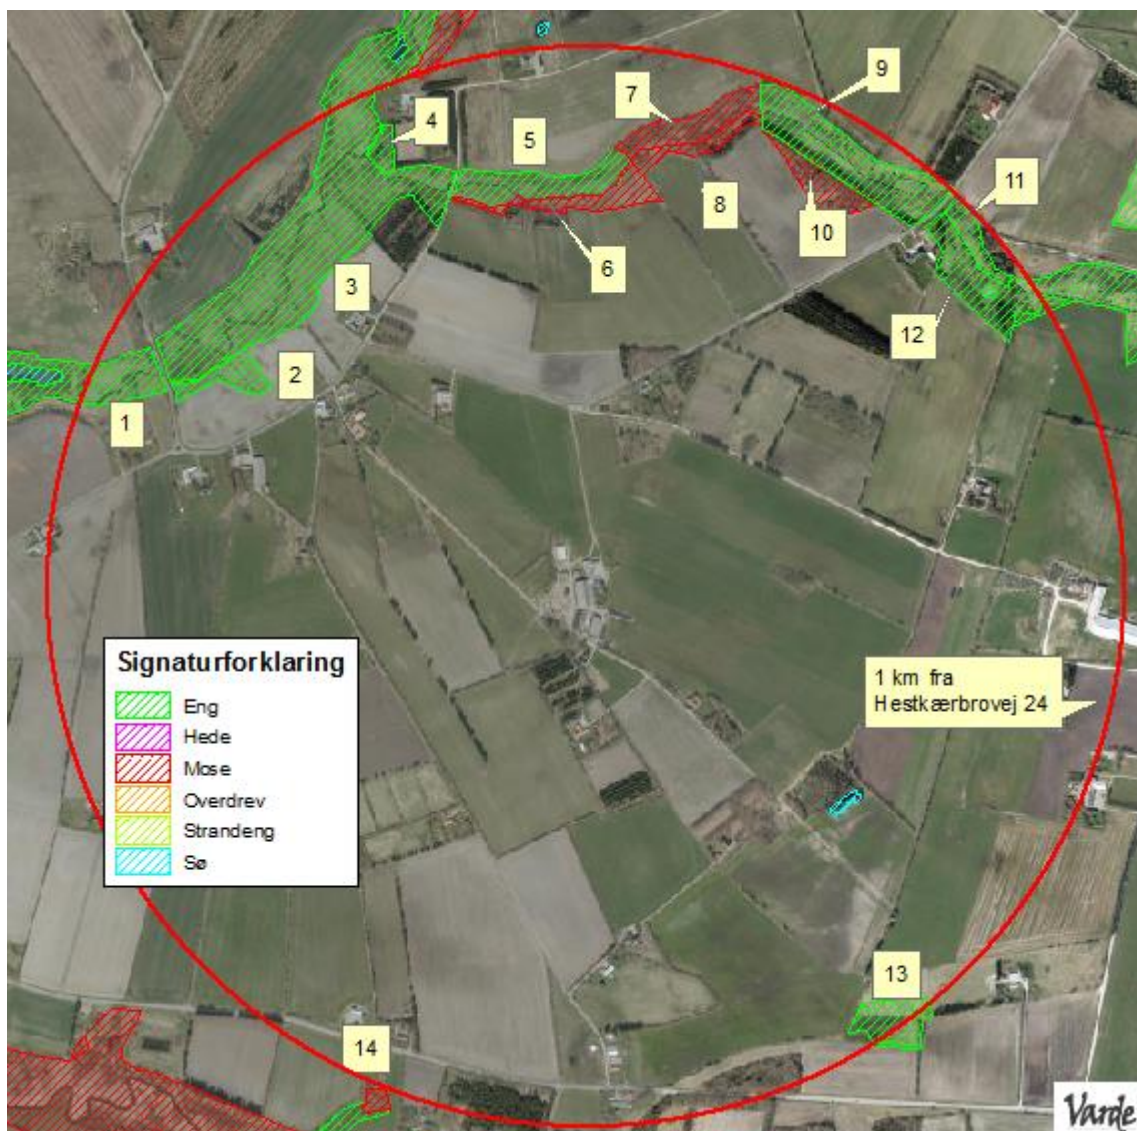 9
7
4
5
11
8
10
6
3
12
2
1
Signaturforklaring
Eng
Hede
Mose
Overdrev
Strandeng
Sø
1 km fra
Hestkærbrovej 24
13
14
Varde